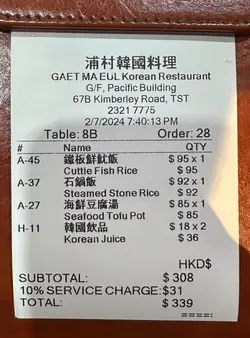 浦村韓國料理
GAET MA EUL Korean Restaurant
G/F, Pacific Building
67B Kimberley Road, TST
2321 7775
2/7/2024 7:40:13 PM
Table: 8B Order: 28
# Name Qty
A-45 鐵板鮮魷飯 $ 95 x 1
Cuttle Fish Rice $ 95
A-37 石鍋飯 $ 92 x 1
Steamed Stone Rice $ 92
A-27 海鮮豆腐湯 $ 85 x 1
Seafood Tofu Pot $ 85
H-11 韓國飲品 $ 18 x 2
Korean Juice $ 36
HKD$
SUBTOTAL: $ 308
10% SERVICE CHARGE: $31
TOTAL: $ 339
====: